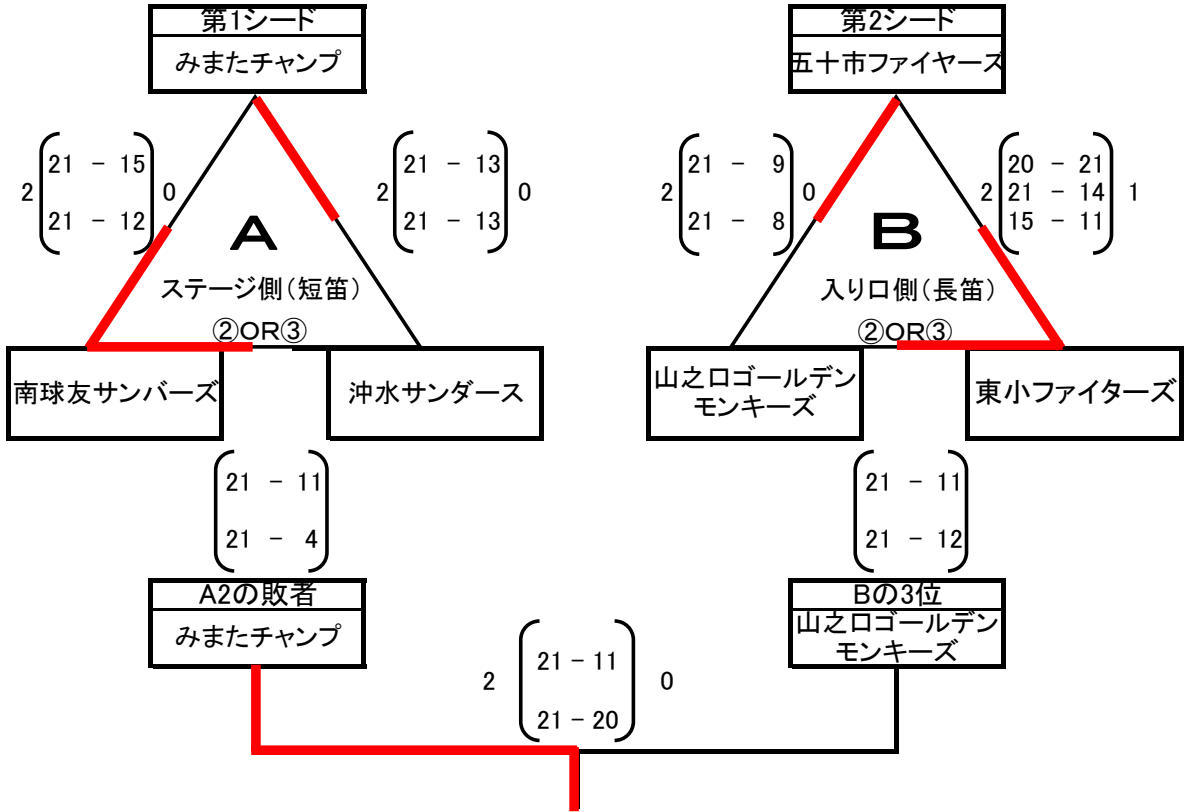 第1シード
みまたチャンプ
第2シード
五十市ファイヤーズ
2 21 － 15 0
21 － 12
2 21 － 13 0
21 － 13
2 21 － 9 0
21 － 8
20 － 21
2 21 － 14 1
15 － 11
A
ステージ側（短笛）
②OR③
B
入り口側（長笛）
②OR③
南球友サンバーズ
沖水サンダース
山之口ゴールデン
モンキーズ
東小ファイターズ
21 － 11
21 － 4
21 － 11
21 － 12
A2の敗者
みまたチャンプ
Bの3位
山之口ゴールデン
モンキーズ
21 － 11
2 0
21 － 20